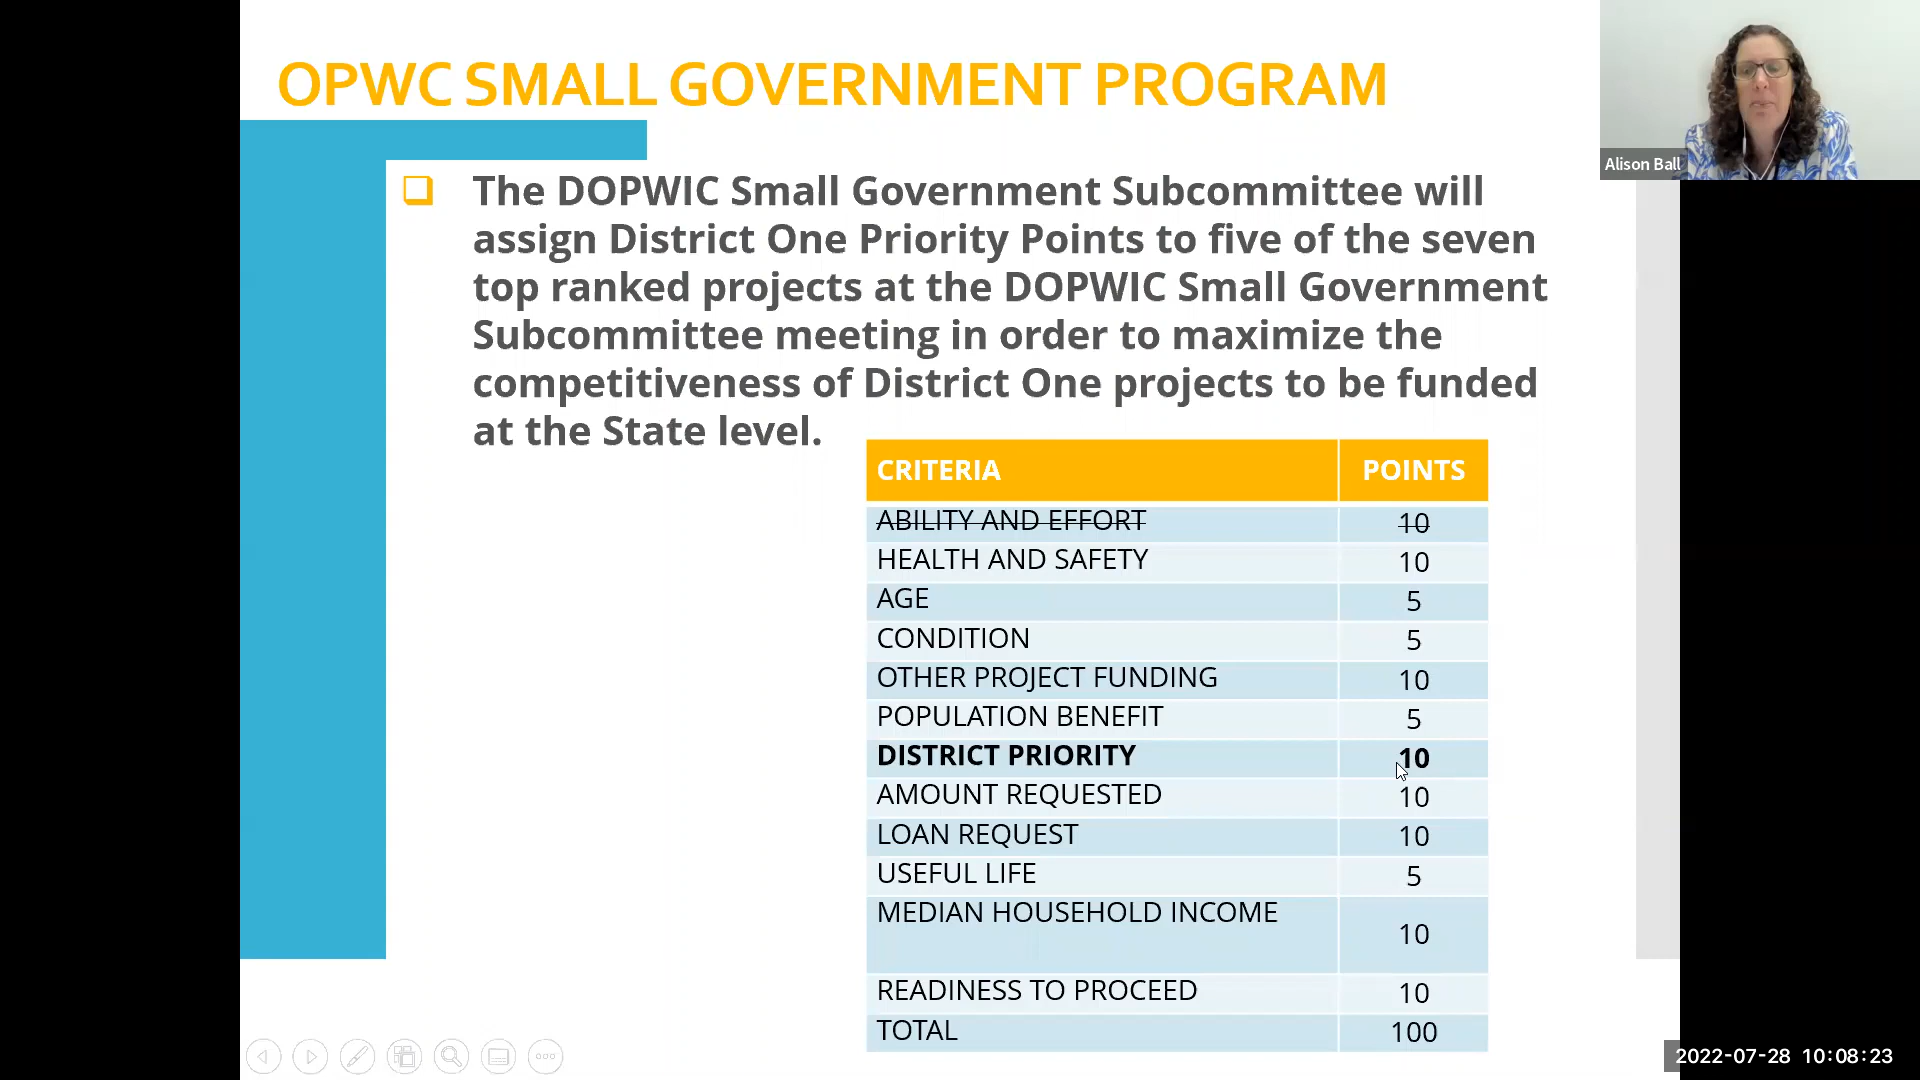 OPWC SMALL GOVERNMENT PROGRAM
Alison Ball
The DOPWIC Small Government Subcommittee will
assign District One Priority Points to five of the seven
top ranked projects at the DOPWIC Small Government
Subcommittee meeting in order to maximize the
competitiveness of District One projects to be funded
at the State level.
CRITERIA POINTS
ABILITY AND EFFORT 10
HEALTH AND SAFETY 10
AGE 5
CONDITION 5
OTHER PROJECT FUNDING 10
POPULATION BENEFIT 5
DISTRICT PRIORITY 10
AMOUNT REQUESTED 10
LOAN REQUEST 10
USEFUL LIFE 5
MEDIAN HOUSEHOLD INCOME 10
READINESS TO PROCEED 10
TOTAL 100
2022-07-28 10:08:23